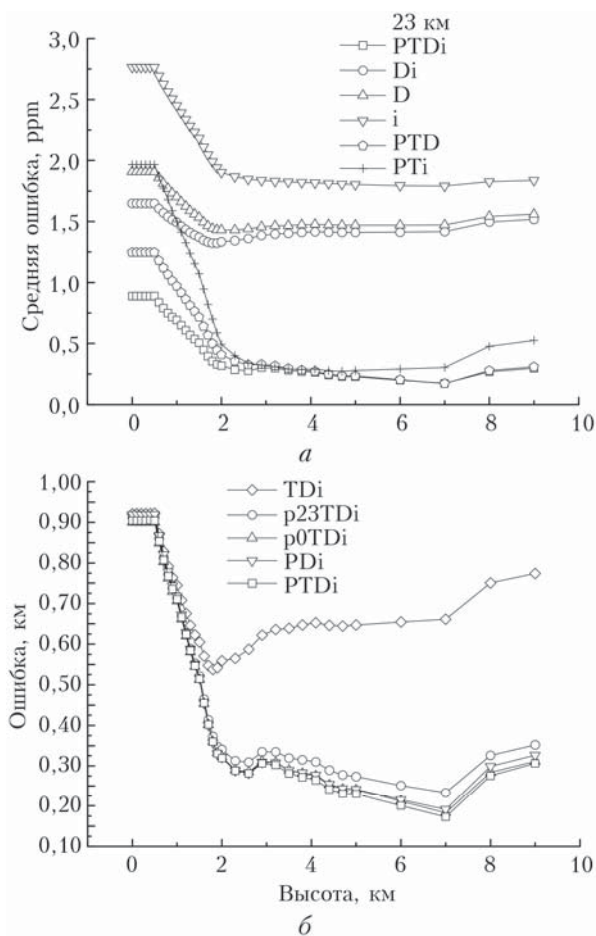 23 км
PTDi
Di
D
i
PTD
PTi
Средняя ошибка, ppm
3,0
2,5
2,0
1,5
1,0
0,5
0,0
0 2 4 6 8 10
а
TDi
p23TDi
p0TDi
PDi
PTDi
Ошибка, км
1,00
0,90
0,80
0,70
0,60
0,50
0,40
0,30
0,20
0,10
0 2 4 6 8 10
Высота, км
б